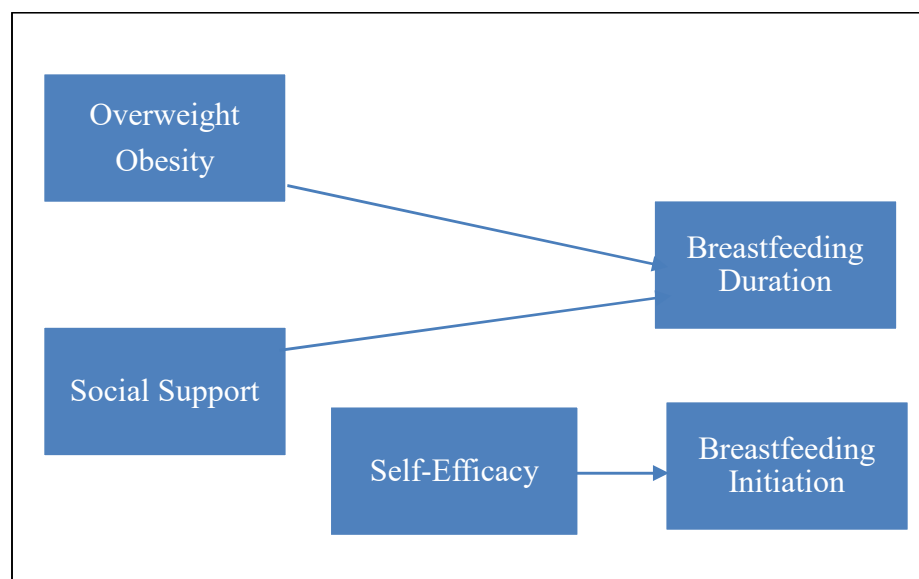 Overweight
Obesity
Breastfeeding
Duration
Social Support
Self-Efficacy
Breastfeeding
Initiation